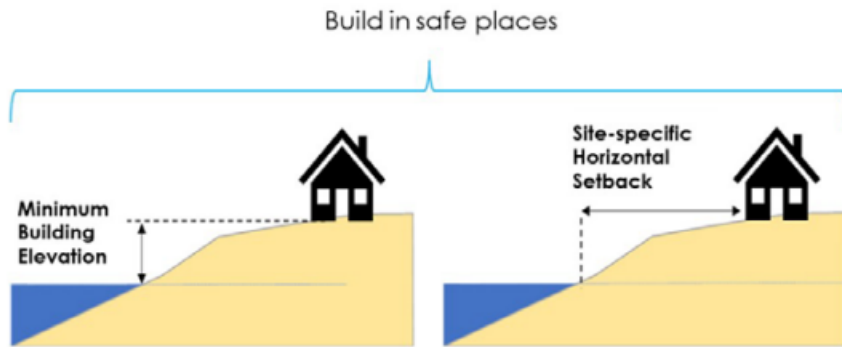 Build in safe places
Minimum
Building
Elevation
Site-specific
Horizontal
Setback